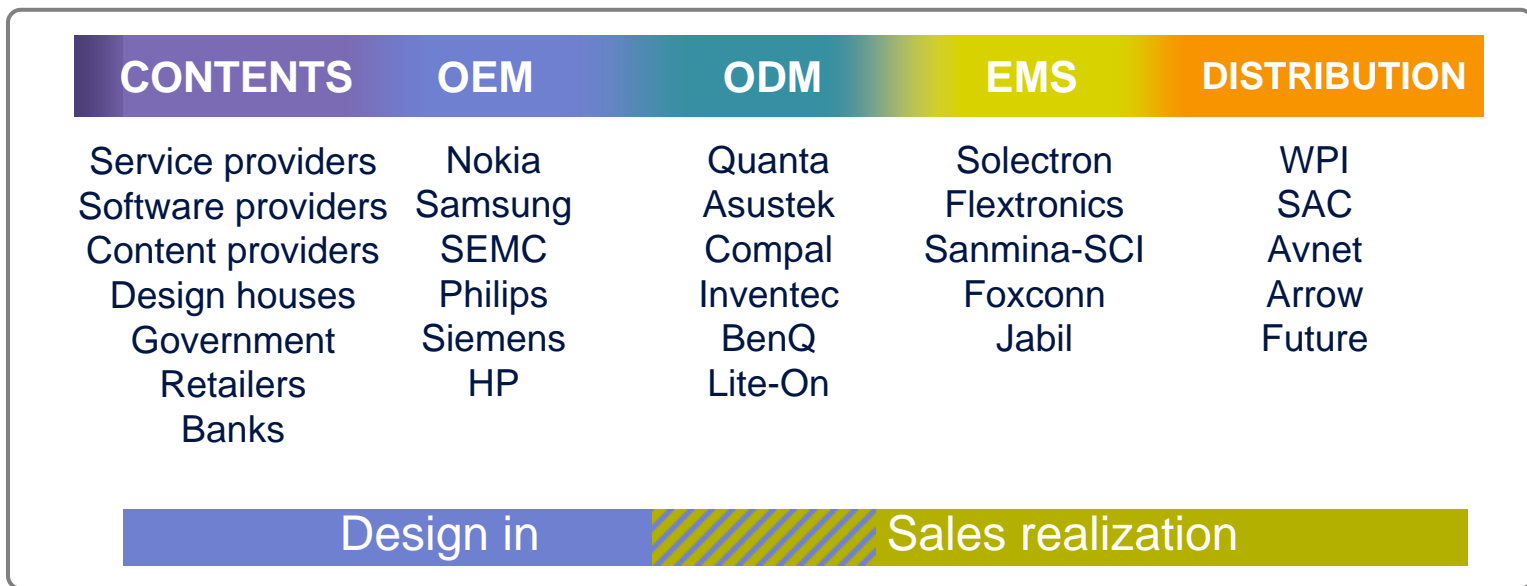 CONTENTS OEM ODM EMS DISTRIBUTION
Service providers Nokia Quanta Solectron WPI
Software providers Samsung Asustek Flextronics SAC
Content providers SEMC Compal Sanmina-SCI Avnet
Design houses Philips Inventec Foxconn Arrow
Government Siemens BenQ Jabil Future
Retailers HP Lite-On
Banks
Design in Sales realization